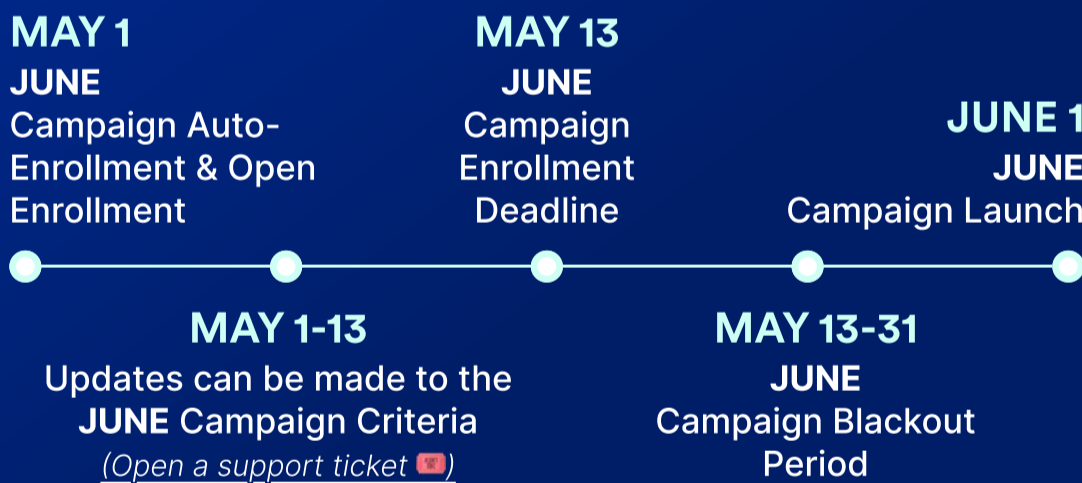 MAY 1
JUNE
Campaign Auto-
Enrollment & Open
Enrollment
MAY 13
JUNE
Campaign
Enrollment
Deadline
JUNE 1
JUNE
Campaign Launch
MAY 1-13
Updates can be made to the
JUNE Campaign Criteria
(Open a support ticket 🎟️)
MAY 13-31
JUNE
Campaign Blackout
Period